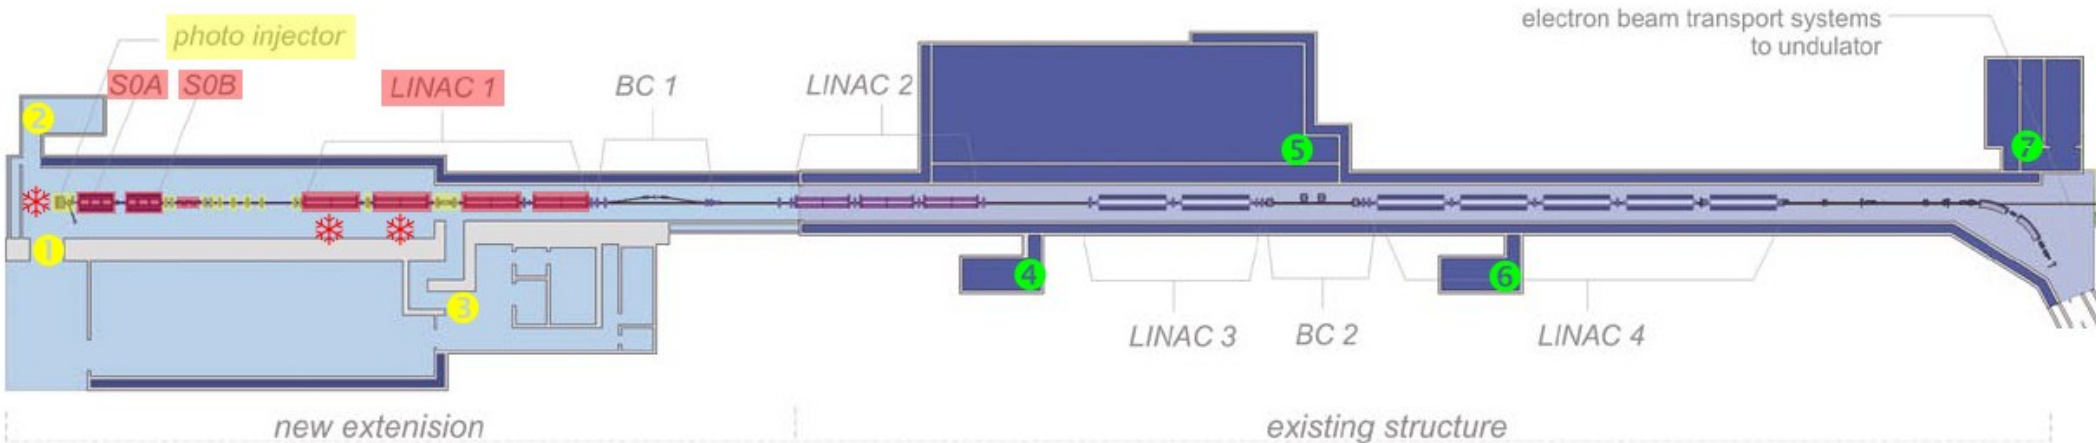 electron beam transport systems
to undulator
photo injector
S0A
S0B
LINAC 1
BC 1
LINAC 2
2
5
7
1
4
6
3
LINAC 3
BC 2
LINAC 4
new extenision
existing structure